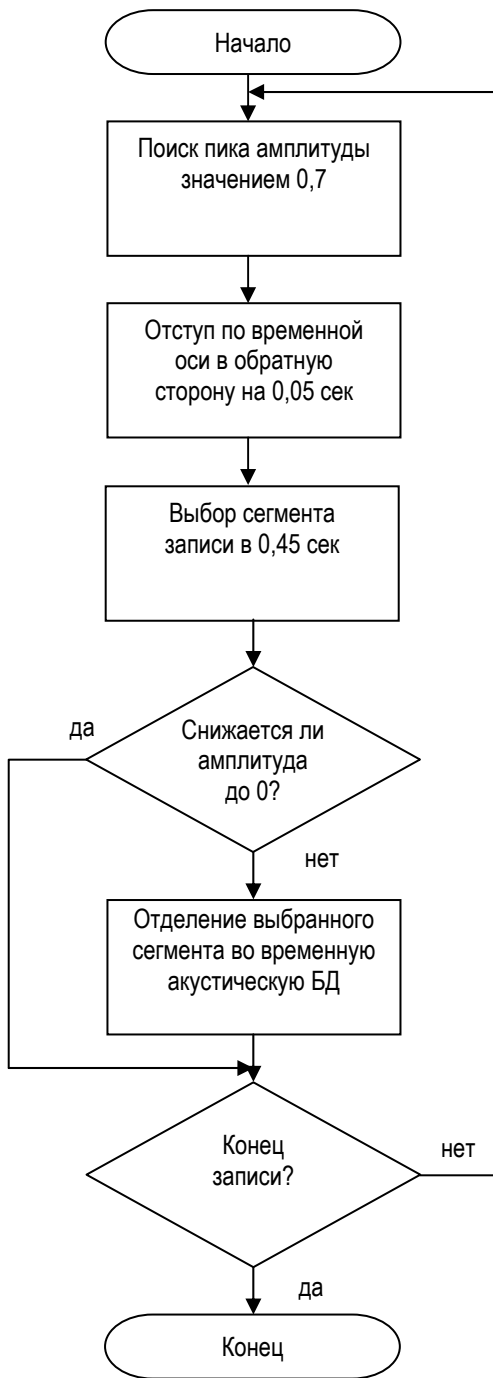 Начало
Поиск пика амплитуды
значением 0,7
Отступ по временной
оси в обратную
сторону на 0,05 сек
Выбор сегмента
записи в 0,45 сек
да
Снижается ли
амплитуда
до 0?
нет
Отделение выбранного
сегмента во временную
акустическую БД
Конец
записи?
нет
да
Конец